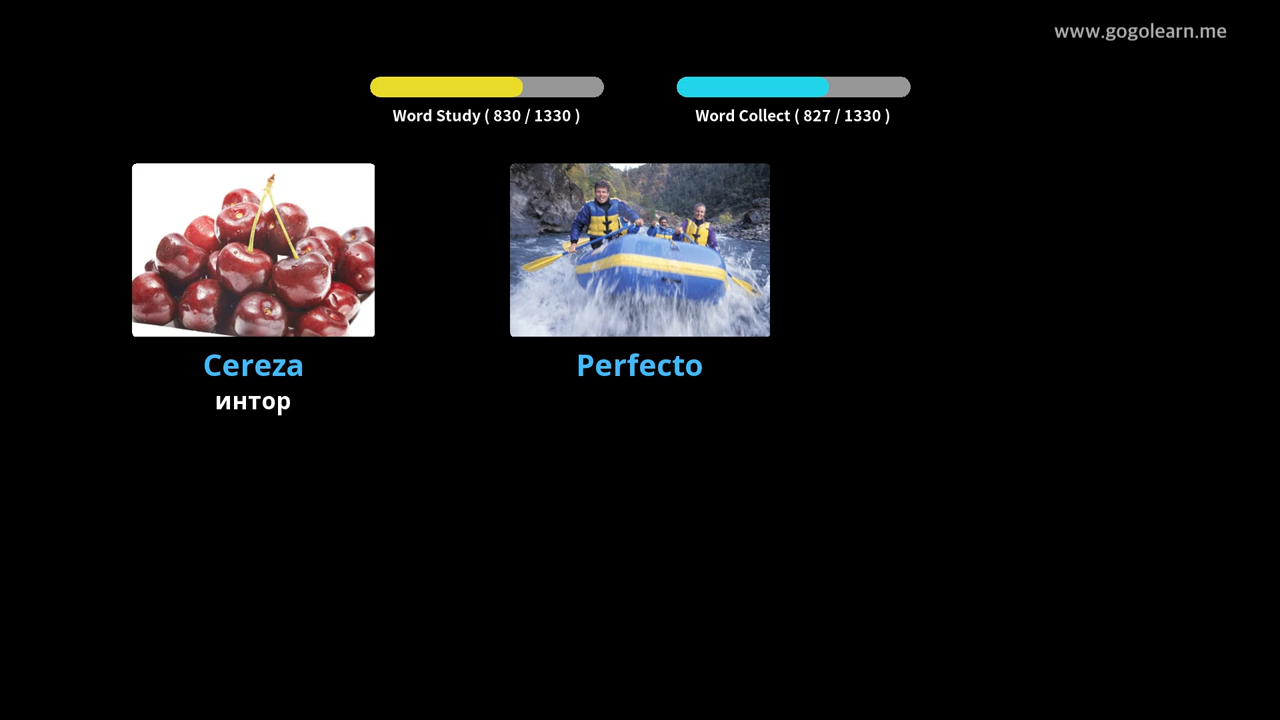 www.gogolearn.me
Word Study ( 830 / 1330 )
Word Collect ( 827 / 1330 )
Cereza
интор
Perfecto